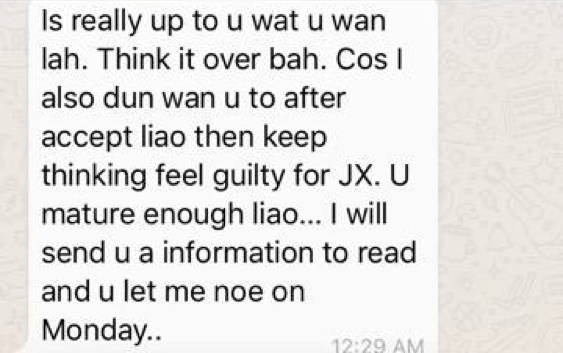 Is really up to u wat u wan
lah. Think it over bah. Cos I
also dun wan u to after
accept liao then keep
thinking feel guilty for JX. U
mature enough liao... I will
send u a information to read
and u let me noe on
Monday..
12:29 AM